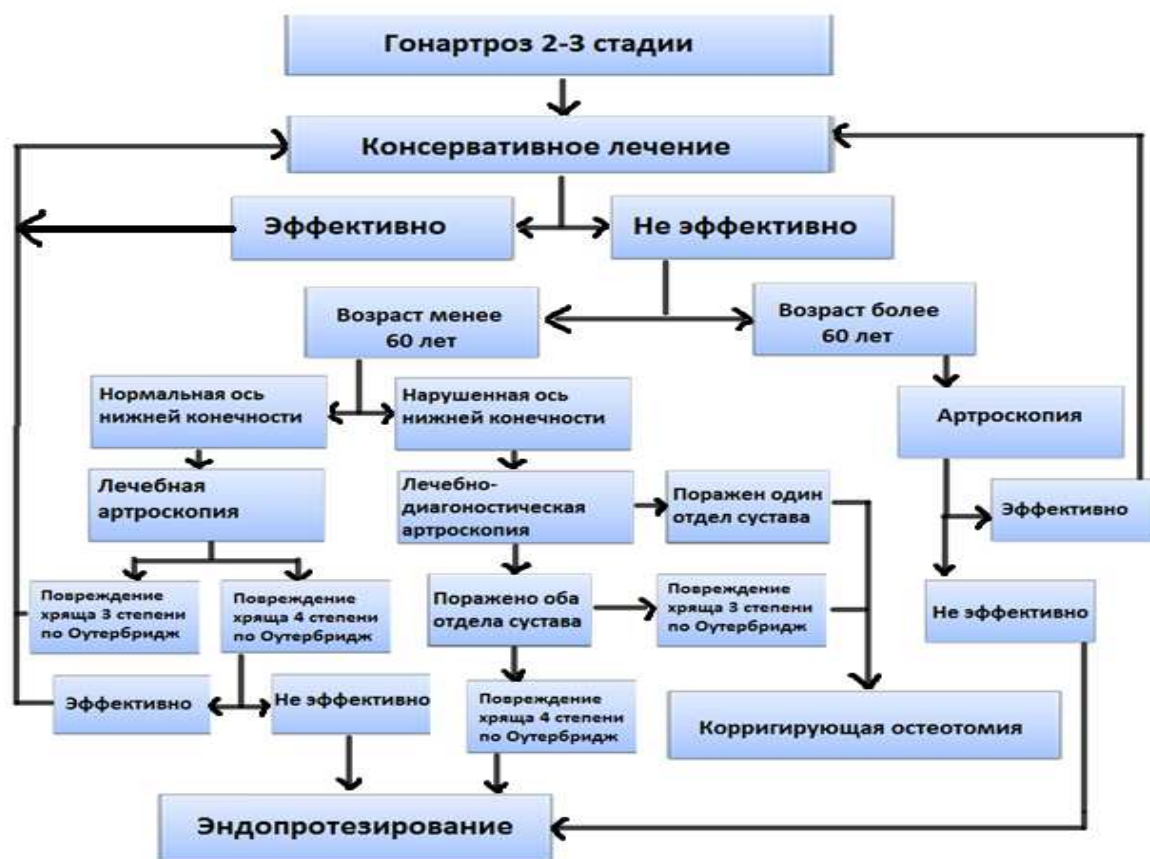 Гонартроз 2-3 стадии
Консервативное лечение
Эффективно
Не эффективно
Возраст менее
60 лет
Возраст более
60 лет
Нормальная ось
нижней конечности
Нарушенная ось
нижней конечности
Артроскопия
Лечебная
артроскопия
Лечебно-
диагоностическая
артроскопия
Поражен один
отдел сустава
Эффективно
Повреждение
хряща 3 степени
по Оутербридж
Повреждение
хряща 4 степени
по Оутербридж
Поражено оба
отдела сустава
Повреждение
хряща 3 степени
по Оутербридж
Не эффективно
Эффективно
Не эффективно
Повреждение
хряща 4 степени
по Оутербридж
Корригирующая остеотомия
Эндопротезирование